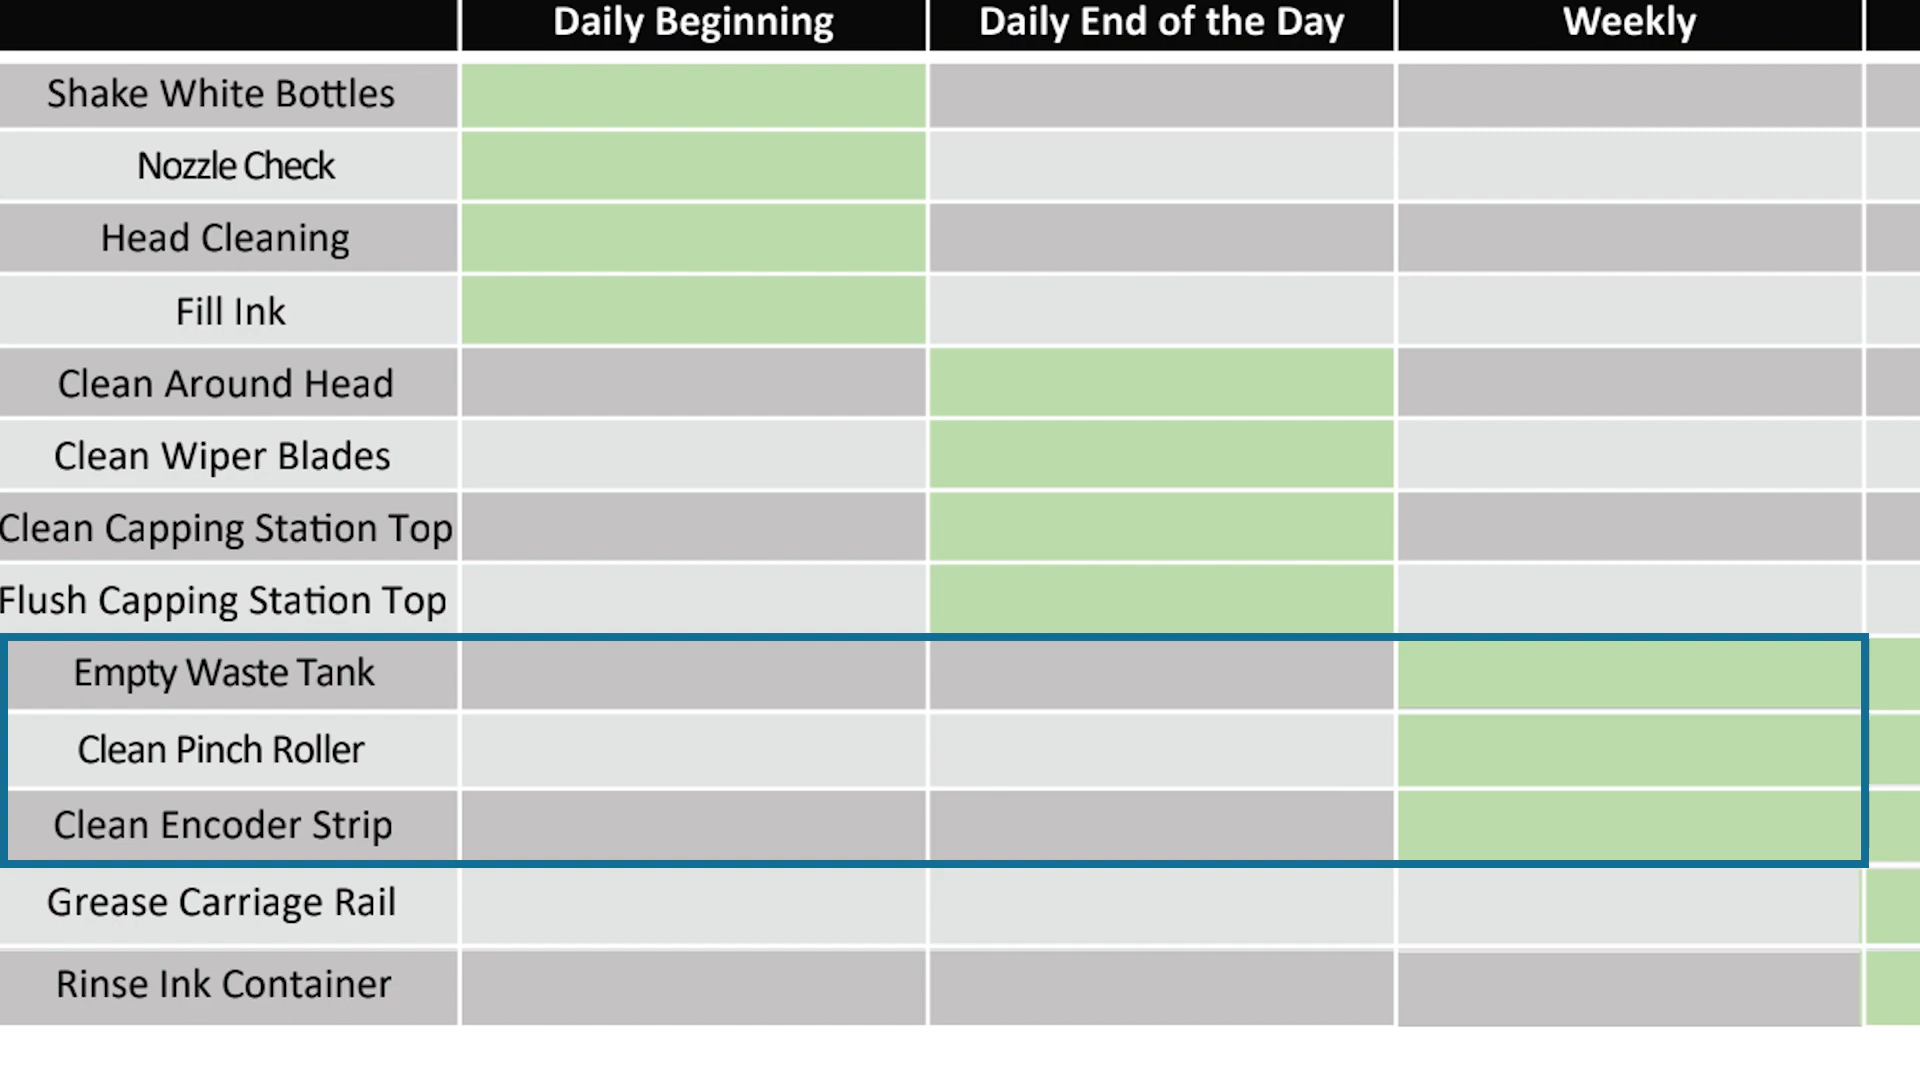 Daily Beginning Daily End of the Day Weekly
Shake White Bottles
Nozzle Check
Head Cleaning
Fill Ink
Clean Around Head
Clean Wiper Blades
Clean Capping Station Top
Flush Capping Station Top
Empty Waste Tank
Clean Pinch Roller
Clean Encoder Strip
Grease Carriage Rail
Rinse Ink Container